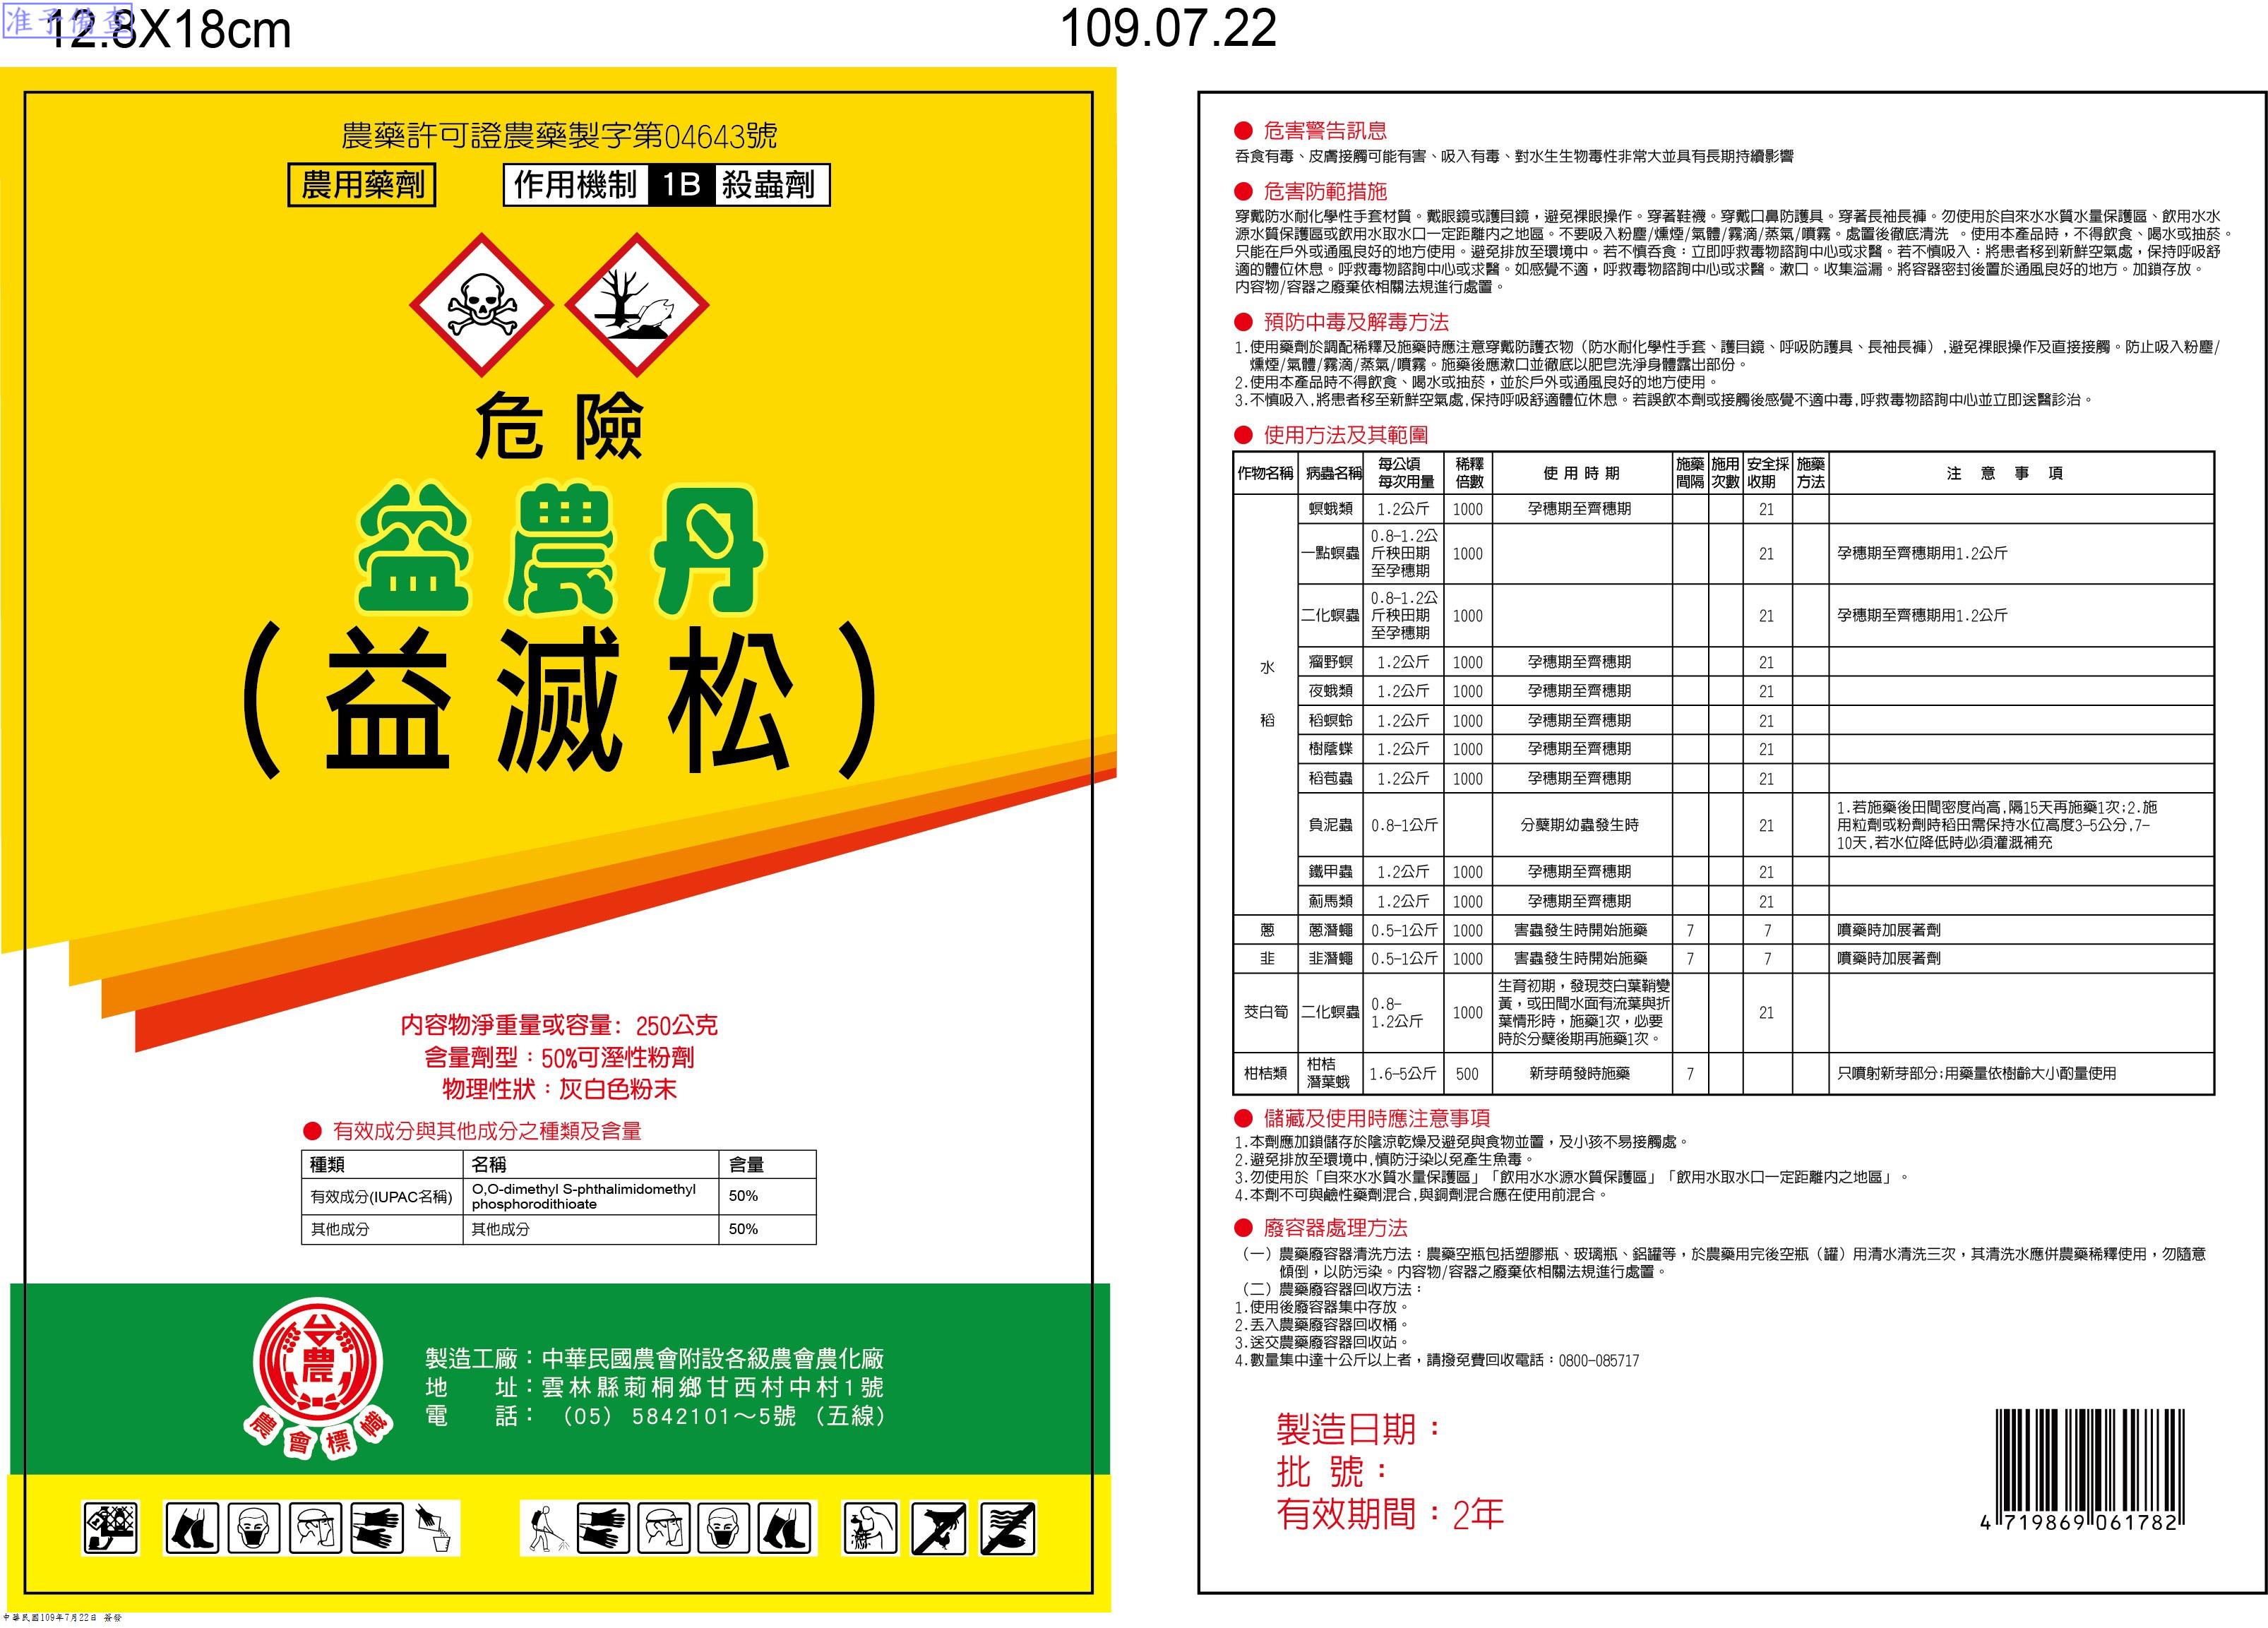 准予備查
12.8X18cm
109.07.22
農藥許可證農藥製字第04643號
農用藥劑
作用機制 1B 殺蟲劑
危險
益農丹
(益滅松)
內容物淨重量或容量: 250公克
含量劑型：50%可溼性粉劑
物理性狀：灰白色粉末
● 有效成分與其他成分之種類及含量
種類 名稱 含量
有效成分(IUPAC名稱) O,O-dimethyl S-phthalimidomethyl phosphorodithioate 50%
其他成分 其他成分 50%
台農
農會標幟
製造工廠：中華民國農會附設各級農會農化廠
地　　址：雲林縣莿桐鄉甘西村中村1號
電　　話：（05）5842101～5號（五線）
中華民國109年7月22日 簽發
● 危害警告訊息
吞食有毒、皮膚接觸可能有害、吸入有毒、對水生生物毒性非常大並具有長期持續影響
● 危害防範措施
穿戴防水耐化學性手套材質。戴眼鏡或護目鏡，避免裸眼操作。穿著鞋襪。穿戴口鼻防護具。穿著長袖長褲。勿使用於自來水水質水量保護區、飲用水水
源水質保護區或飲用水取水口一定距離內之地區。不要吸入粉塵/燻煙/氣體/霧滴/蒸氣/噴霧。處置後徹底清洗 。使用本產品時，不得飲食、喝水或抽菸。
只能在戶外或通風良好的地方使用。避免排放至環境中。若不慎吞食：立即呼救毒物諮詢中心或求醫。若不慎吸入：將患者移到新鮮空氣處，保持呼吸舒
適的體位休息。呼救毒物諮詢中心或求醫。如感覺不適，呼救毒物諮詢中心或求醫。漱口。收集溢漏。將容器密封後置於通風良好的地方。加鎖存放。
內容物/容器之廢棄依相關法規進行處置。
● 預防中毒及解毒方法
1.使用藥劑於調配稀釋及施藥時應注意穿戴防護衣物（防水耐化學性手套、護目鏡、呼吸防護具、長袖長褲）,避免裸眼操作及直接接觸。防止吸入粉塵/
燻煙/氣體/霧滴/蒸氣/噴霧。施藥後應漱口並徹底以肥皂洗淨身體露出部份。
2.使用本產品時不得飲食、喝水或抽菸，並於戶外或通風良好的地方使用。
3.不慎吸入,將患者移至新鮮空氣處,保持呼吸舒適體位休息。若誤飲本劑或接觸後感覺不適中毒,呼救毒物諮詢中心並立即送醫診治。
● 使用方法及其範圍
作物名稱 病蟲名稱 每公頃每次用量 稀釋倍數 使用時期 施藥間隔 施用次數 安全採收期 施藥方法 注意事項
水稻 螟蛾類 1.2公斤 1000 孕穗期至齊穗期 21
一點螟蟲 0.8-1.2公斤秧田期至孕穗期 1000 21 孕穗期至齊穗期用1.2公斤
二化螟蟲 0.8-1.2公斤秧田期至孕穗期 1000 21 孕穗期至齊穗期用1.2公斤
瘤野螟 1.2公斤 1000 孕穗期至齊穗期 21
夜蛾類 1.2公斤 1000 孕穗期至齊穗期 21
稻螟蛉 1.2公斤 1000 孕穗期至齊穗期 21
樹蔭蝶 1.2公斤 1000 孕穗期至齊穗期 21
稻苞蟲 1.2公斤 1000 孕穗期至齊穗期 21
負泥蟲 0.8-1公斤 分蘗期幼蟲發生時 21 1.若施藥後田間密度尚高,隔15天再施藥1次;2.施用粒劑或粉劑時稻田需保持水位高度3-5公分,7-10天,若水位降低時必須灌溉補充
鐵甲蟲 1.2公斤 1000 孕穗期至齊穗期 21
薊馬類 1.2公斤 1000 孕穗期至齊穗期 21
蔥 蔥潛蠅 0.5-1公斤 1000 害蟲發生時開始施藥 7 7 噴藥時加展著劑
韭 韭潛蠅 0.5-1公斤 1000 害蟲發生時開始施藥 7 7 噴藥時加展著劑
茭白筍 二化螟蟲 0.8-1.2公斤 1000 生育初期，發現茭白葉鞘變黃，或田間水面有流葉與折葉情形時，施藥1次，必要時於分蘗後期再施藥1次。 21
柑桔類 柑桔潛葉蛾 1.6-5公斤 500 新芽萌發時施藥 7 只噴射新芽部分;用藥量依樹齡大小酌量使用
● 儲藏及使用時應注意事項
1.本劑應加鎖儲存於陰涼乾燥及避免與食物並置，及小孩不易接觸處。
2.避免排放至環境中,慎防汙染以免產生魚毒。
3.勿使用於「自來水水質水量保護區」「飲用水水源水質保護區」「飲用水取水口一定距離內之地區」。
4.本劑不可與鹼性藥劑混合,與銅劑混合應在使用前混合。
● 廢容器處理方法
（一）農藥廢容器清洗方法：農藥空瓶包括塑膠瓶、玻璃瓶、鋁罐等，於農藥用完後空瓶（罐）用清水清洗三次，其清洗水應併農藥稀釋使用，勿隨意
傾倒，以防污染。內容物/容器之廢棄依相關法規進行處置。
（二）農藥廢容器回收方法：
1.使用後廢容器集中存放。
2.丟入農藥廢容器回收桶。
3.送交農藥廢容器回收站。
4.數量集中達十公斤以上者，請撥免費回收電話：0800-085717
製造日期：
批 號：
有效期間：2年
4 719869 061782